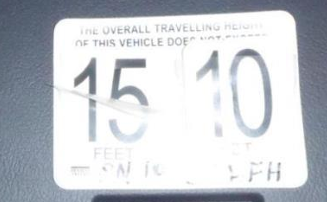 THE OVERALL TRAVELLING HEIGHT
OF THIS VEHICLE DOES NOT EXCEED
15 10
FEET